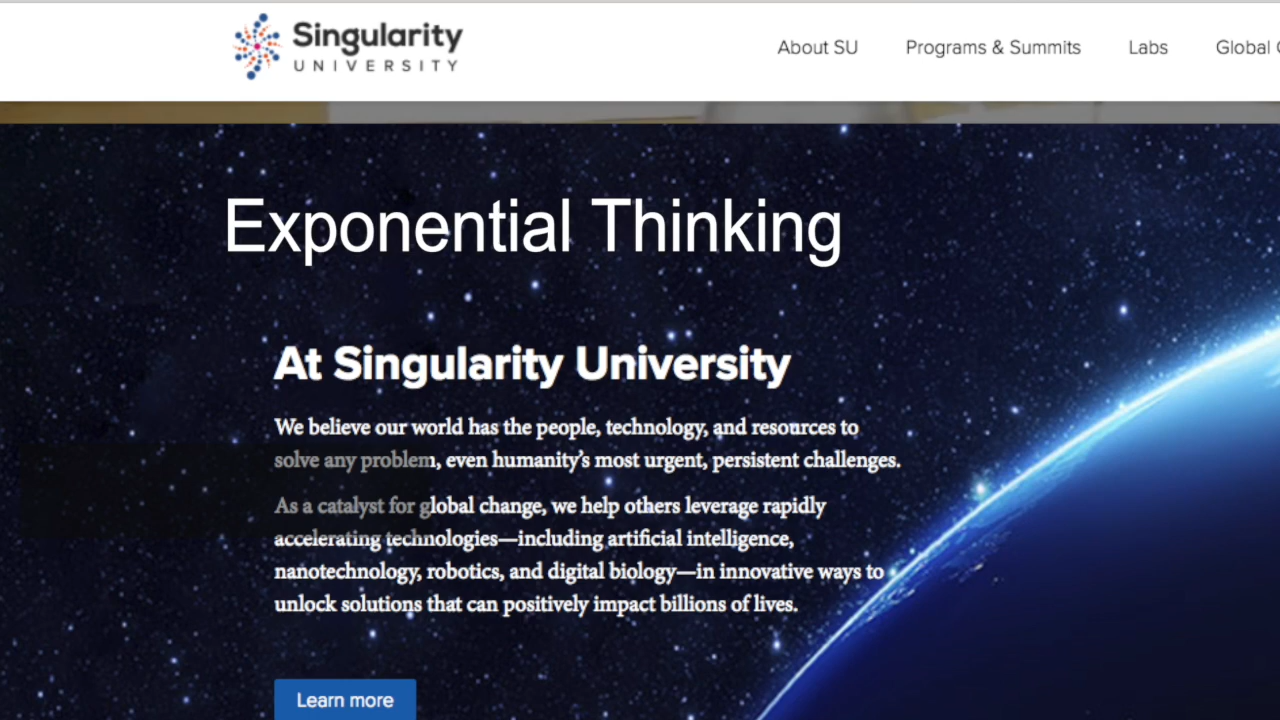 Singularity
UNIVERSITY
About SU
Programs & Summits
Labs
Global
Exponential Thinking
At Singularity University
We believe our world has the people, technology, and resources to
solve any problem, even humanity’s most urgent, persistent challenges.
As a catalyst for global change, we help others leverage rapidly
accelerating technologies—including artificial intelligence,
nanotechnology, robotics, and digital biology—in innovative ways to
unlock solutions that can positively impact billions of lives.
Learn more